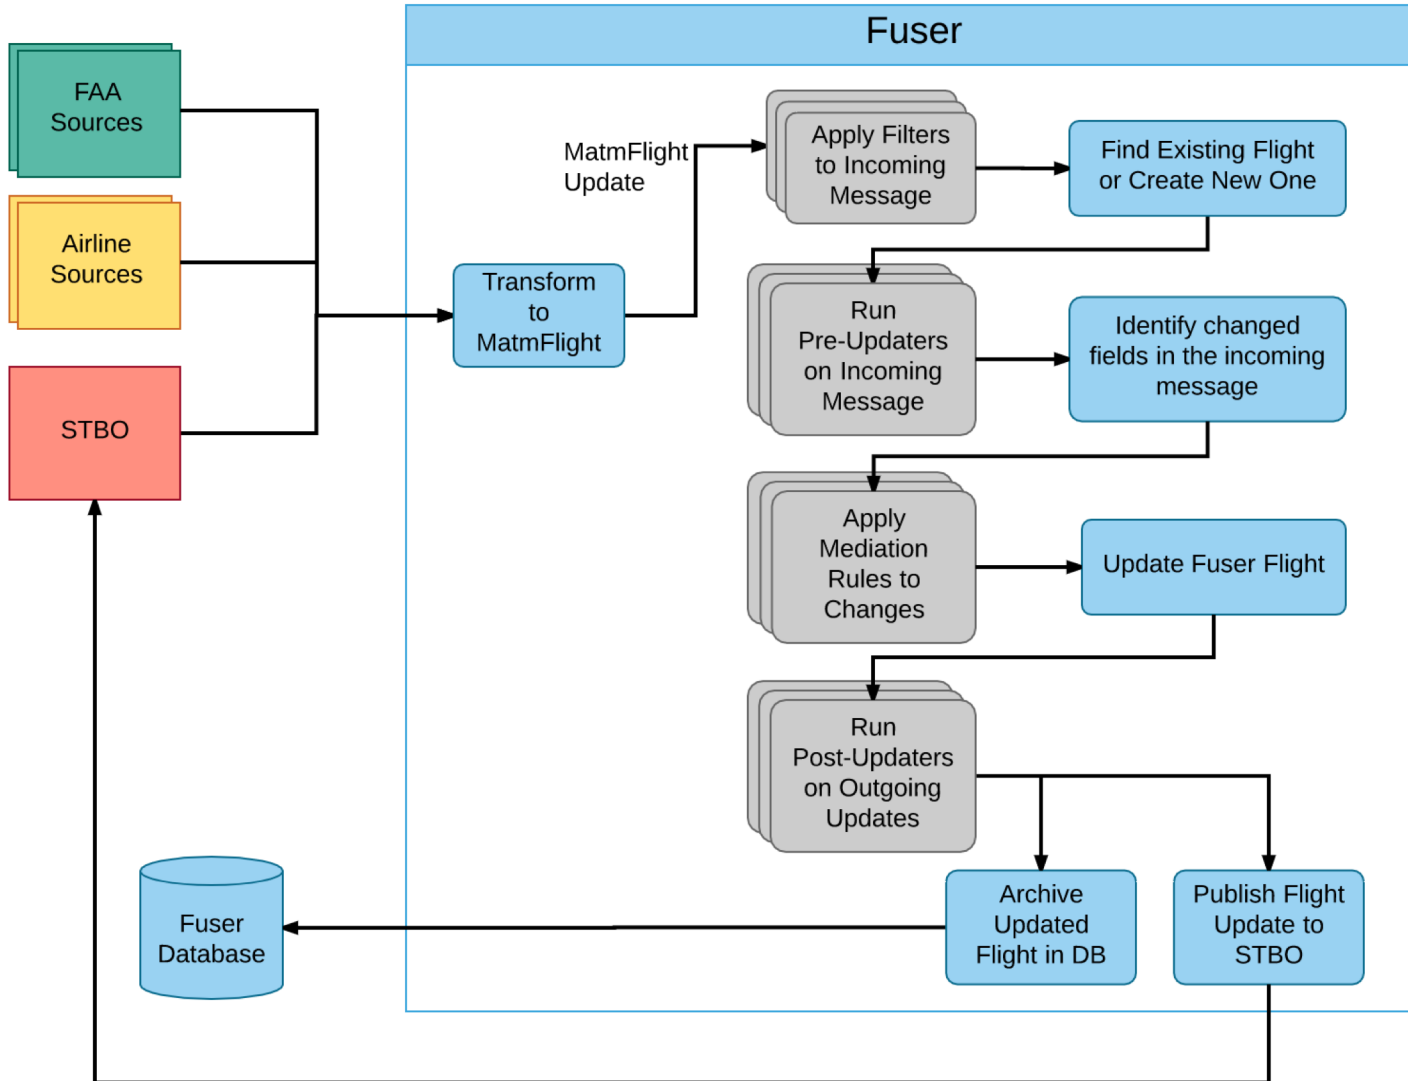 Fuser
FAA
Sources
Airline
Sources
STBO
Transform
to
MatmFlight
MatmFlight
Update
Apply Filters
to Incoming
Message
Find Existing Flight
or Create New One
Run
Pre-Updaters
on Incoming
Message
Identify changed
fields in the incoming
message
Apply
Mediation
Rules to
Changes
Update Fuser Flight
Run
Post-Updaters
on Outgoing
Updates
Archive
Updated
Flight in DB
Publish Flight
Update to
STBO
Fuser
Database